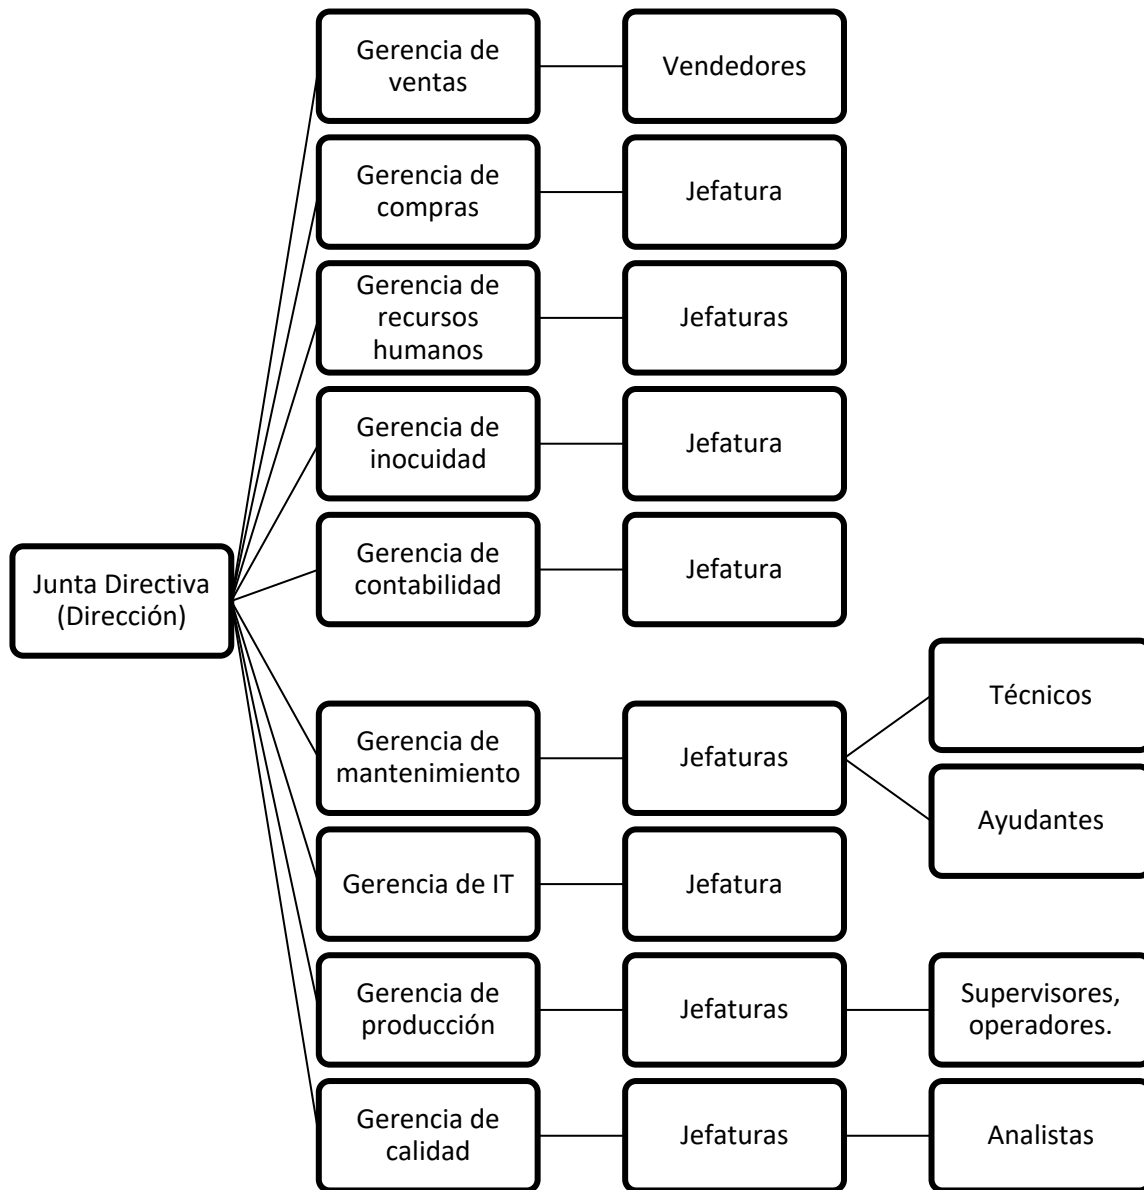 Gerencia de
ventas
Vendedores
Gerencia de
compras
Jefatura
Gerencia de
recursos
humanos
Jefaturas
Gerencia de
inocuidad
Jefatura
Gerencia de
contabilidad
Jefatura
Junta Directiva
(Dirección)
Gerencia de
mantenimiento
Jefaturas
Técnicos
Ayudantes
Gerencia de IT
Jefatura
Gerencia de
producción
Jefaturas
Supervisores,
operadores.
Gerencia de
calidad
Jefaturas
Analistas